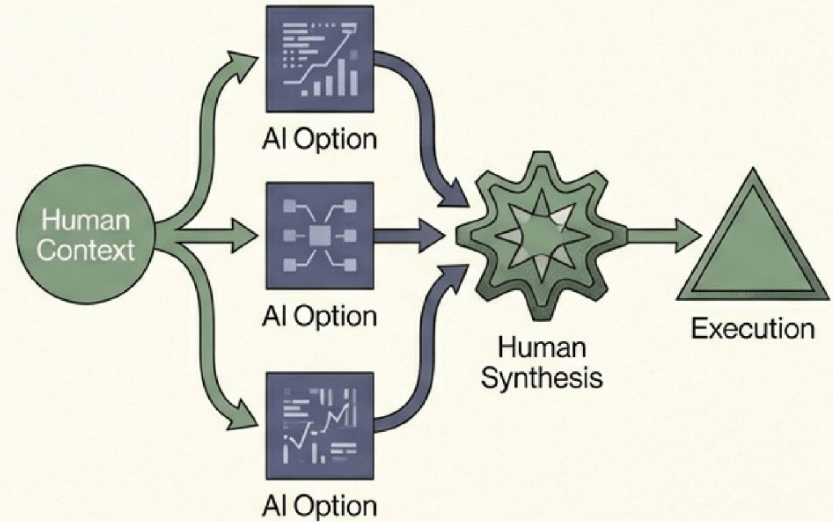 Human
Context
AI Option
AI Option
AI Option
Human
Synthesis
Execution